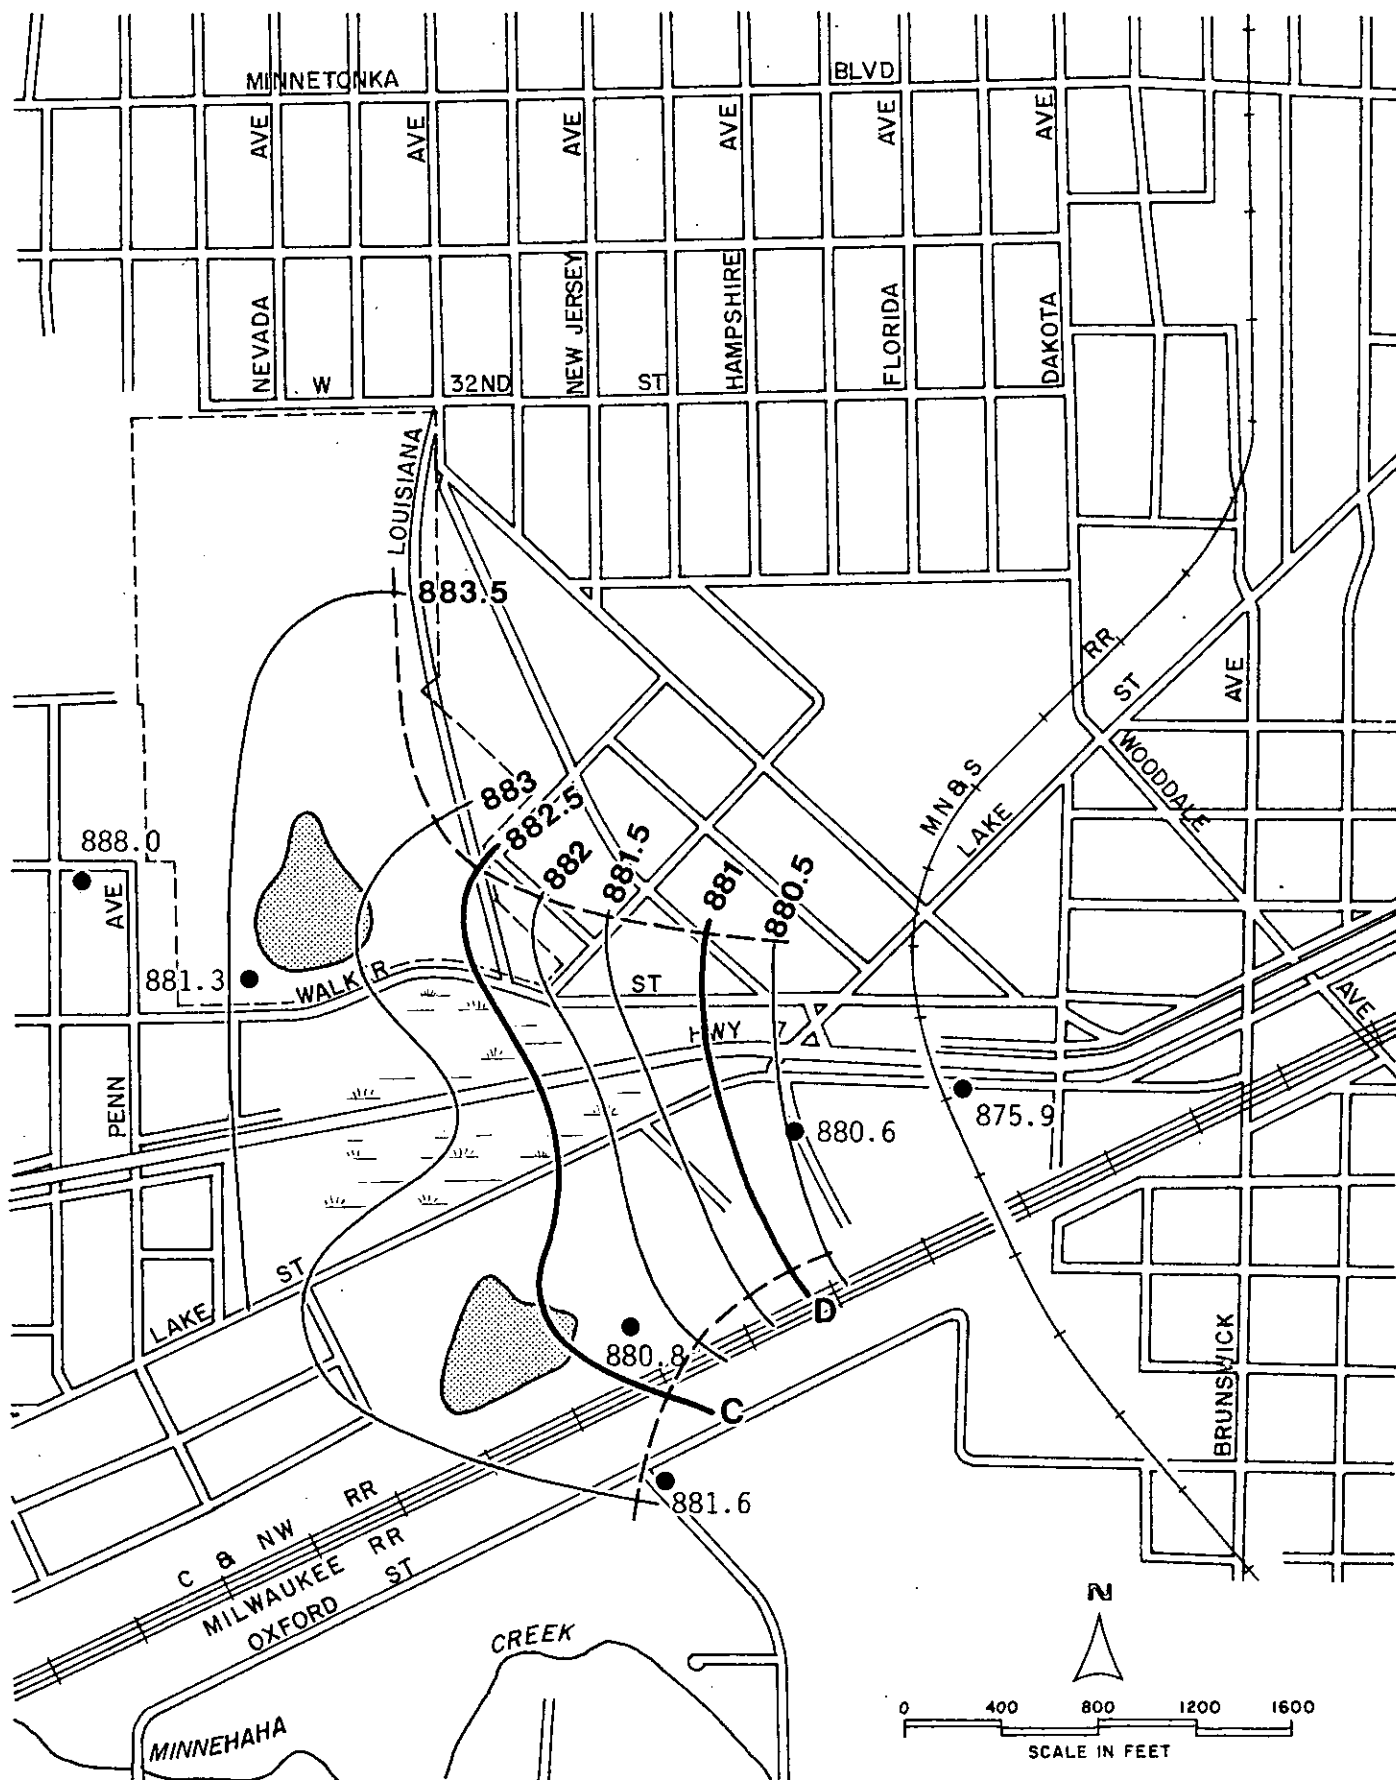 MINNETONKA
BLVD
AVE
AVE
AVE
AVE
AVE
AVE
NEVADA
NEW JERSEY
HAMPSHIRE
FLORIDA
DAKOTA
W
32ND
ST
LOUISIANA
883.5
RR
ST
AVE
MN & S
LAKE
WOODDALE
883
882.5
882
881.5
881
880.5
888.0
AVE
881.3
WALKER
ST
HWY 7
AVE
PENN
880.6
875.9
ST
LAKE
D
880.8
C
BRUNSWICK
881.6
C & NW RR
MILWAUKEE RR
OXFORD ST
CREEK
MINNEHAHA
N
0 400 800 1200 1600
SCALE IN FEET